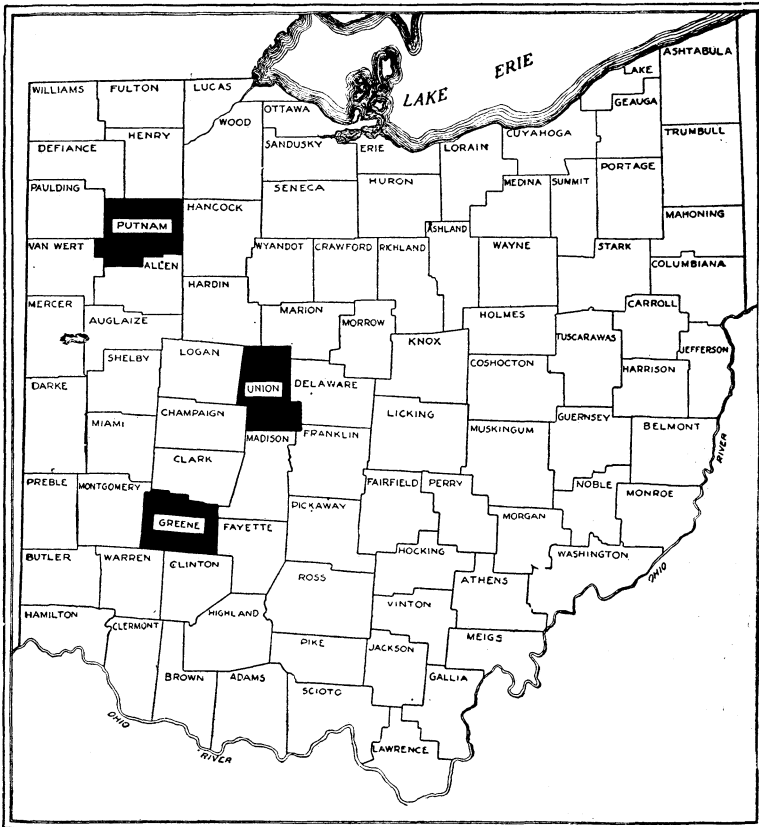 ASHTABULA
LAKE ERIE
LAKE
WILLIAMS
FULTON
LUCAS
GEAUGA
OTTAWA
WOOD
TRUMBULL
HENRY
CUYAHOGA
DEFIANCE
SANDUSKY
ERIE
LORAIN
PORTAGE
PAULDING
SENECA
HURON
MEDINA
SUMMIT
HANCOCK
MAHONING
PUTNAM
ASHLAND
VAN WERT
WYANDOT
CRAWFORD
RICHLAND
WAYNE
STARK
ALLEN
COLUMBIANA
HARDIN
MERCER
CARROLL
MARION
HOLMES
AUGLAIZE
MORROW
KNOX
TUSCARAWAS
JEFFERSON
LOGAN
SHELBY
COSHOCTON
HARRISON
DARKE
UNION
DELAWARE
CHAMPAIGN
LICKING
GUERNSEY
MIAMI
MUSKINGUM
BELMONT
MADISON
FRANKLIN
RIVER
CLARK
PREBLE
MONTGOMERY
FAIRFIELD
PERRY
NOBLE
MONROE
PICKAWAY
MORGAN
GREENE
FAYETTE
HOCKING
WASHINGTON
BUTLER
WARREN
CLINTON
OHIO
ROSS
ATHENS
VINTON
HAMILTON
HIGHLAND
CLERMONT
MEIGS
PIKE
JACKSON
GALLIA
BROWN
ADAMS
SCIOTO
OHIO
LAWRENCE
RIVER